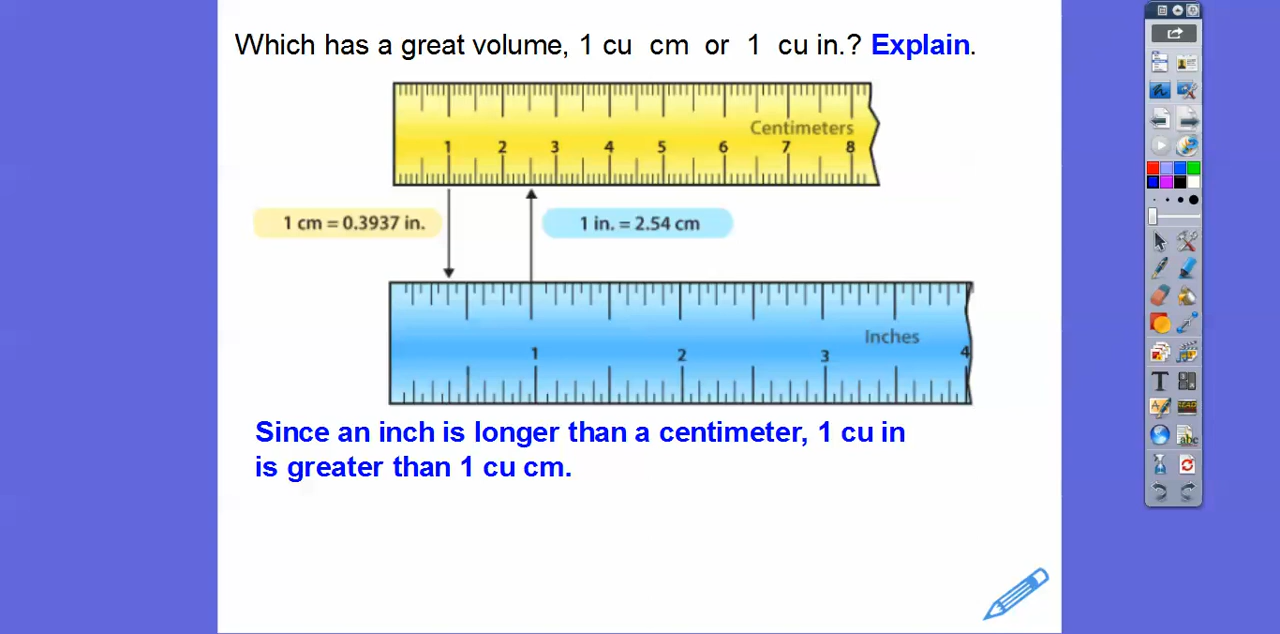 Which has a great volume, 1 cu cm or 1 cu in.? Explain.
Centimeters
1 2 3 4 5 6 7 8
1 cm = 0.3937 in.
1 in. = 2.54 cm
Inches
1 2 3 4
Since an inch is longer than a centimeter, 1 cu in
is greater than 1 cu cm.
T
abc